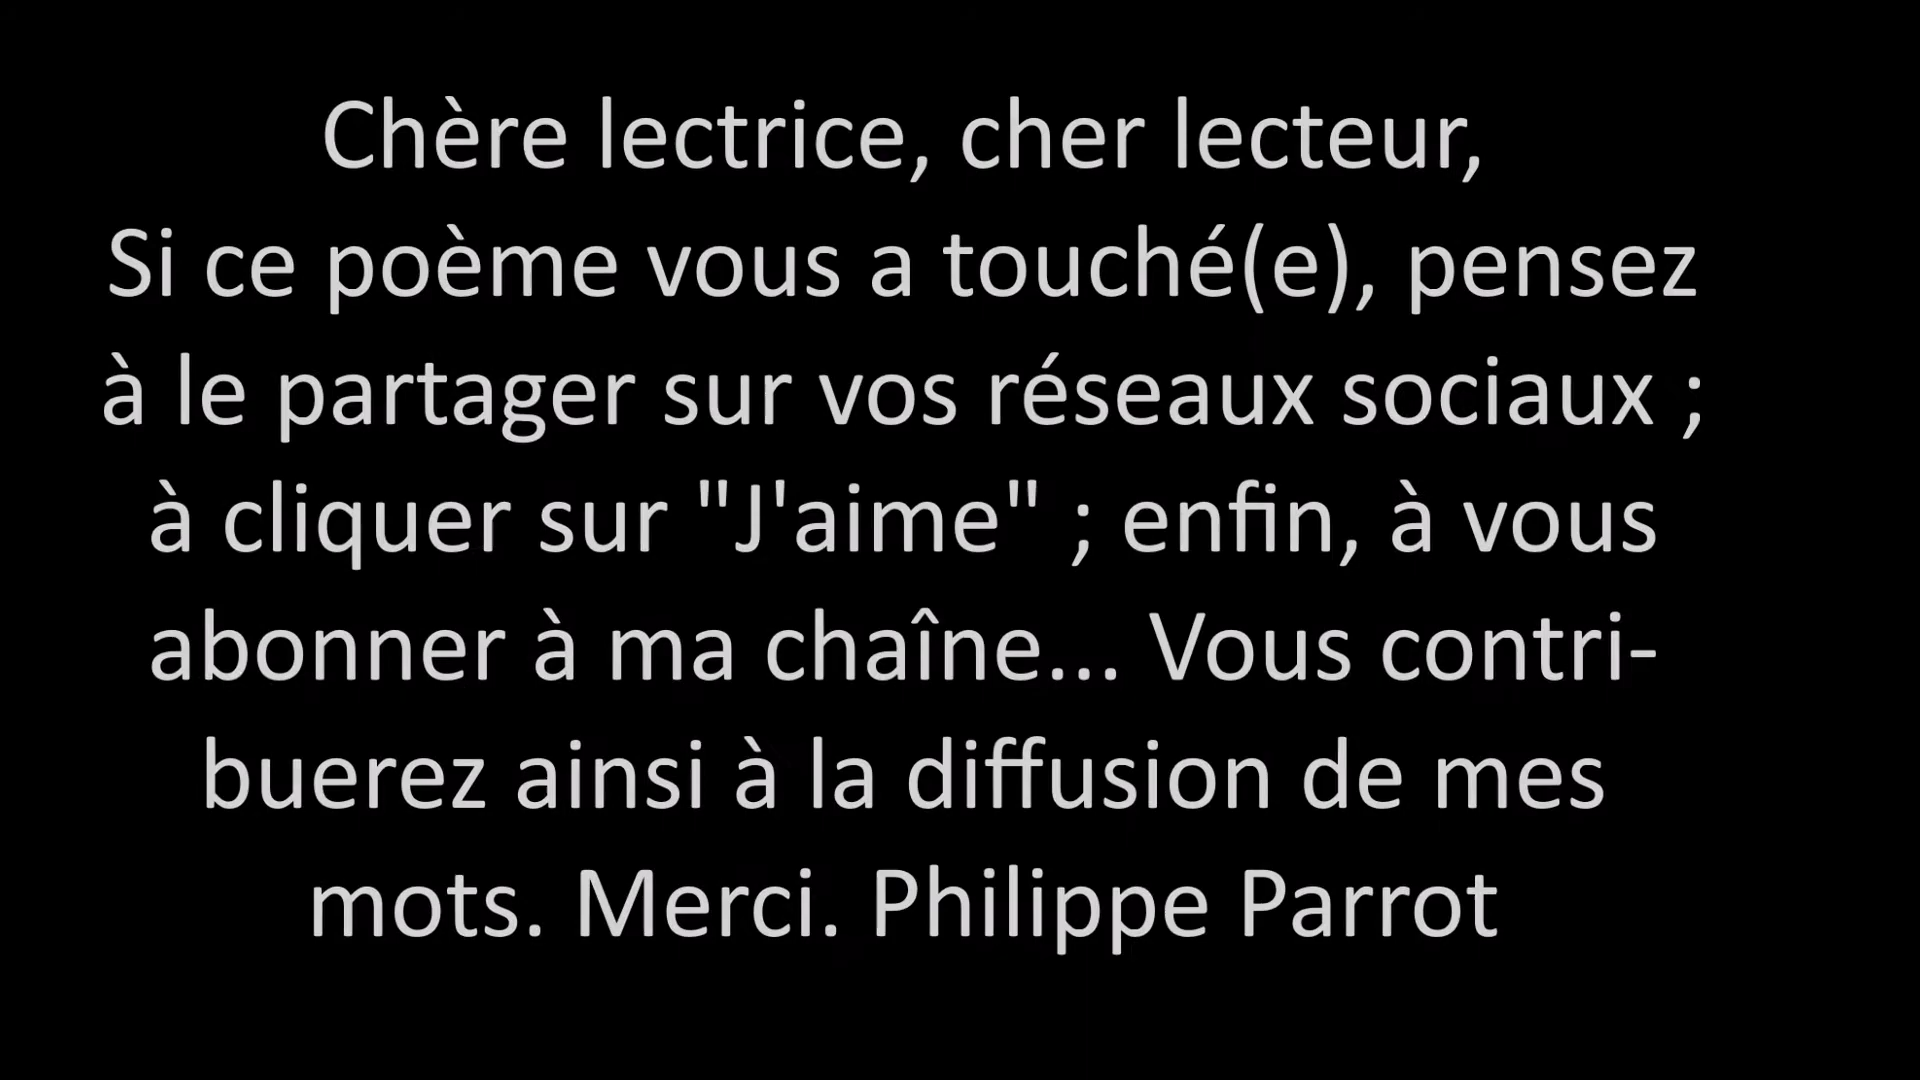 Chère lectrice, cher lecteur,
Si ce poème vous a touché(e), pensez
à le partager sur vos réseaux sociaux ;
à cliquer sur "J'aime" ; enfin, à vous
abonner à ma chaîne... Vous contri-
buerez ainsi à la diffusion de mes
mots. Merci. Philippe Parrot